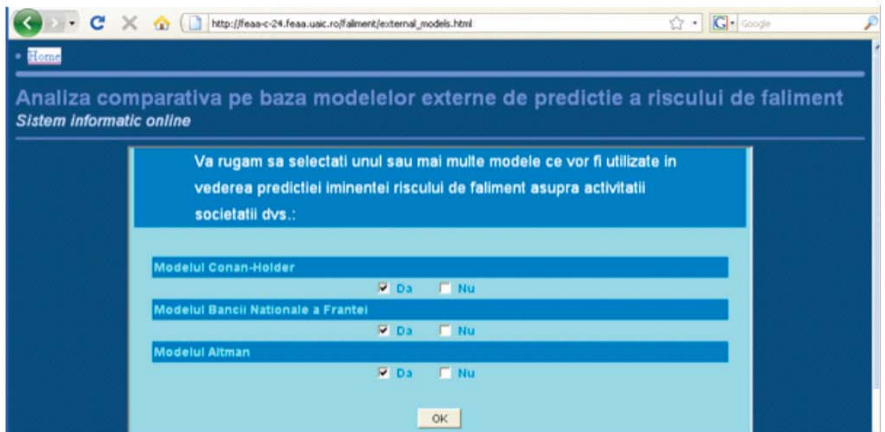 http://feaa-c-24.feaa.uaic.ro/faliment/external_models.html
Google
Home
Analiza comparativa pe baza modelelor externe de predictie a riscului de faliment
Sistem informatic online
Va rugam sa selectati unul sau mai multe modele ce vor fi utilizate in
vederea predictiei iminentei riscului de faliment asupra activitatii
societatii dvs.:
Modelul Conan-Holder
Da Nu
Modelul Bancii Nationale a Frantei
Da Nu
Modelul Altman
Da Nu
OK